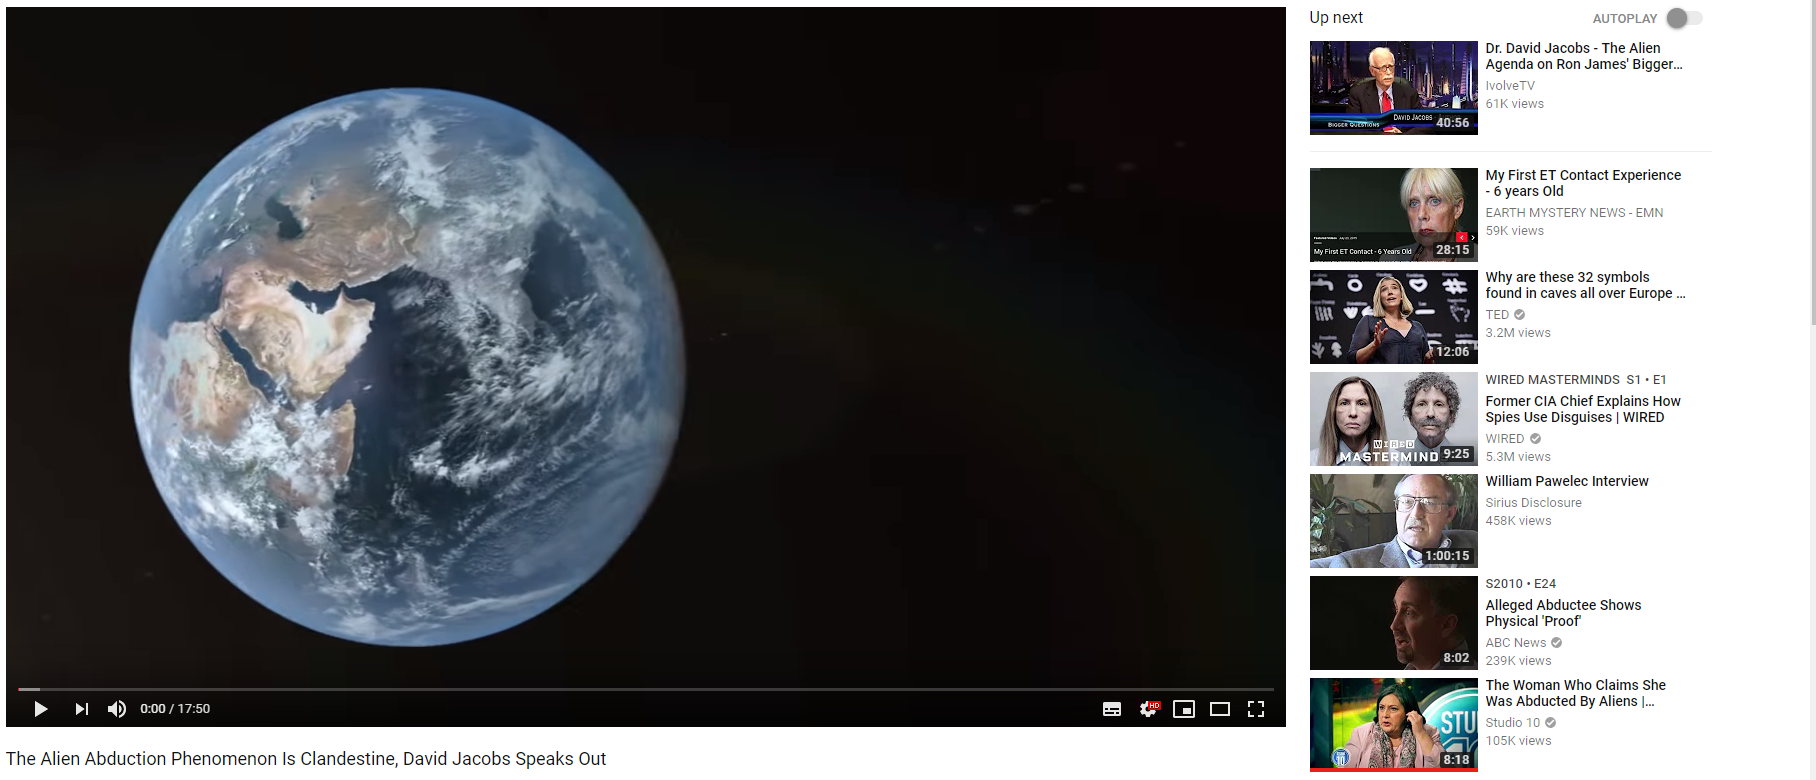 Up next
AUTOPLAY
DAVID JACOBS
BIGGER QUESTIONS
40:56
Dr. David Jacobs - The Alien
Agenda on Ron James' Bigger...
IvolveTV
61K views
My First ET Contact - 6 Years Old
28:15
My First ET Contact Experience
- 6 years Old
EARTH MYSTERY NEWS - EMN
59K views
12:06
Why are these 32 symbols
found in caves all over Europe ...
TED
3.2M views
WIRED
MASTERMIND
9:25
WIRED MASTERMINDS S1 • E1
Former CIA Chief Explains How
Spies Use Disguises | WIRED
WIRED
5.3M views
1:00:15
William Pawelec Interview
Sirius Disclosure
458K views
8:02
S2010 • E24
Alleged Abductee Shows
Physical 'Proof'
ABC News
239K views
STU
10
8:18
The Woman Who Claims She
Was Abducted By Aliens |...
Studio 10
105K views
0:00 / 17:50
HD
The Alien Abduction Phenomenon Is Clandestine, David Jacobs Speaks Out